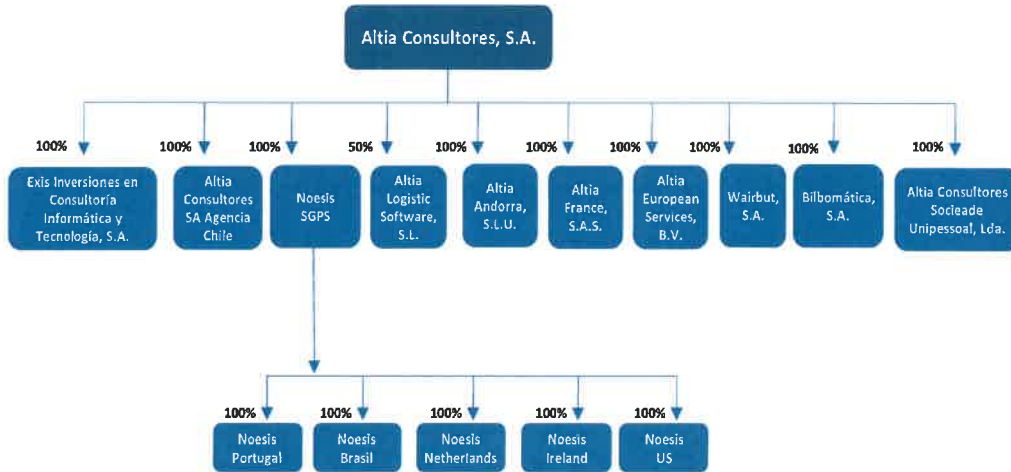 Altia Consultores, S.A.
100%
100%
100%
50%
100%
100%
100%
100%
100%
100%
Exis Inversiones en
Consultoría
Informática y
Tecnología, S.A.
Altia
Consultores
SA Agencia
Chile
Noesis
SGPS
Altia
Logistic
Software,
S.L.
Altia
Andorra,
S.L.U.
Altia
France,
S.A.S.
Altia
European
Services,
B.V.
Wairbut,
S.A.
Bilbomática,
S.A.
Altia Consultores
Socieade
Unipessoal, Lda.
100%
100%
100%
100%
100%
Noesis
Portugal
Noesis
Brasil
Noesis
Netherlands
Noesis
Ireland
Noesis
US